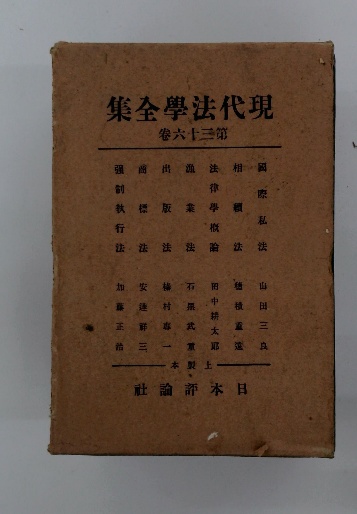 現代法學全集
第三十六卷
國際私法 山田三良
相續法 穗積重遠
法律學概論 田中耕太郎
漁業法 石黑武重
出版法 榛村專一
商標法 安達祥三
強制執行法 加藤正治
上製本
日本評論社